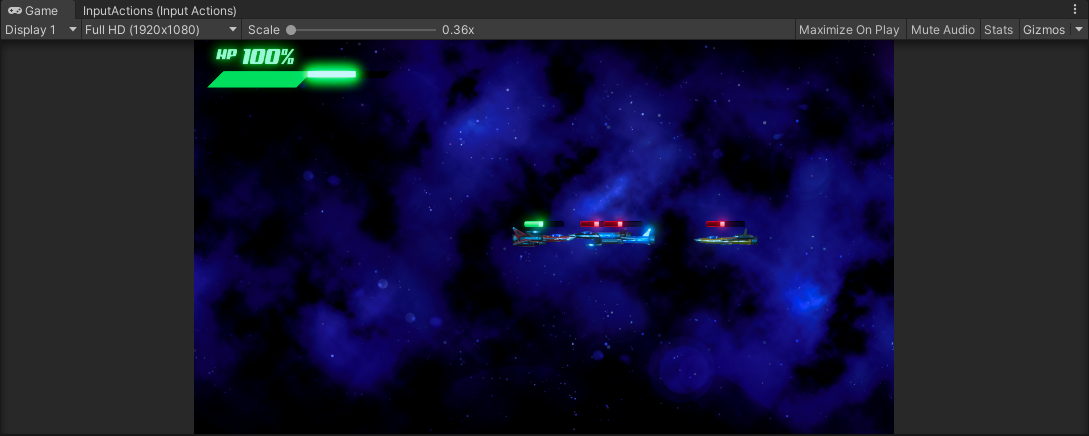 Game InputActions (Input Actions)
Display 1 Full HD (1920x1080) Scale 0.36x Maximize On Play Mute Audio Stats Gizmos
HP 100%